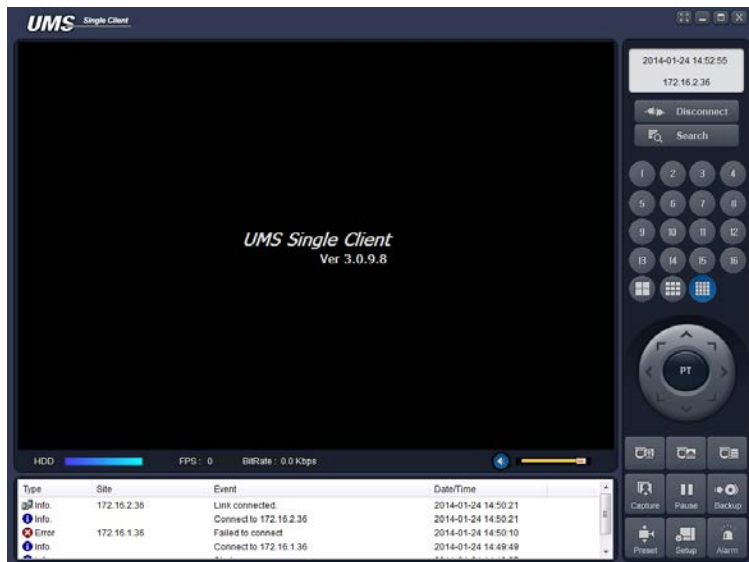 UMS Single Client
2014-01-24 14:52:55
172.16.2.36
Disconnect
Search
1 2 3 4
5 6 7 8
9 10 11 12
13 14 15 16
UMS Single Client
Ver 3.0.9.8
PT
HDD FPS : 0 BitRate : 0.0 Kbps
Capture Pause Backup
Preset Setup Alarm
Type Site Event Date/Time
Info. 172.16.2.36 Link connected. 2014-01-24 14:50:21
Info. Connect to 172.16.2.36 2014-01-24 14:50:21
Error 172.16.1.36 Failed to connect 2014-01-24 14:50:10
Info. Connect to 172.16.1.36 2014-01-24 14:49:49